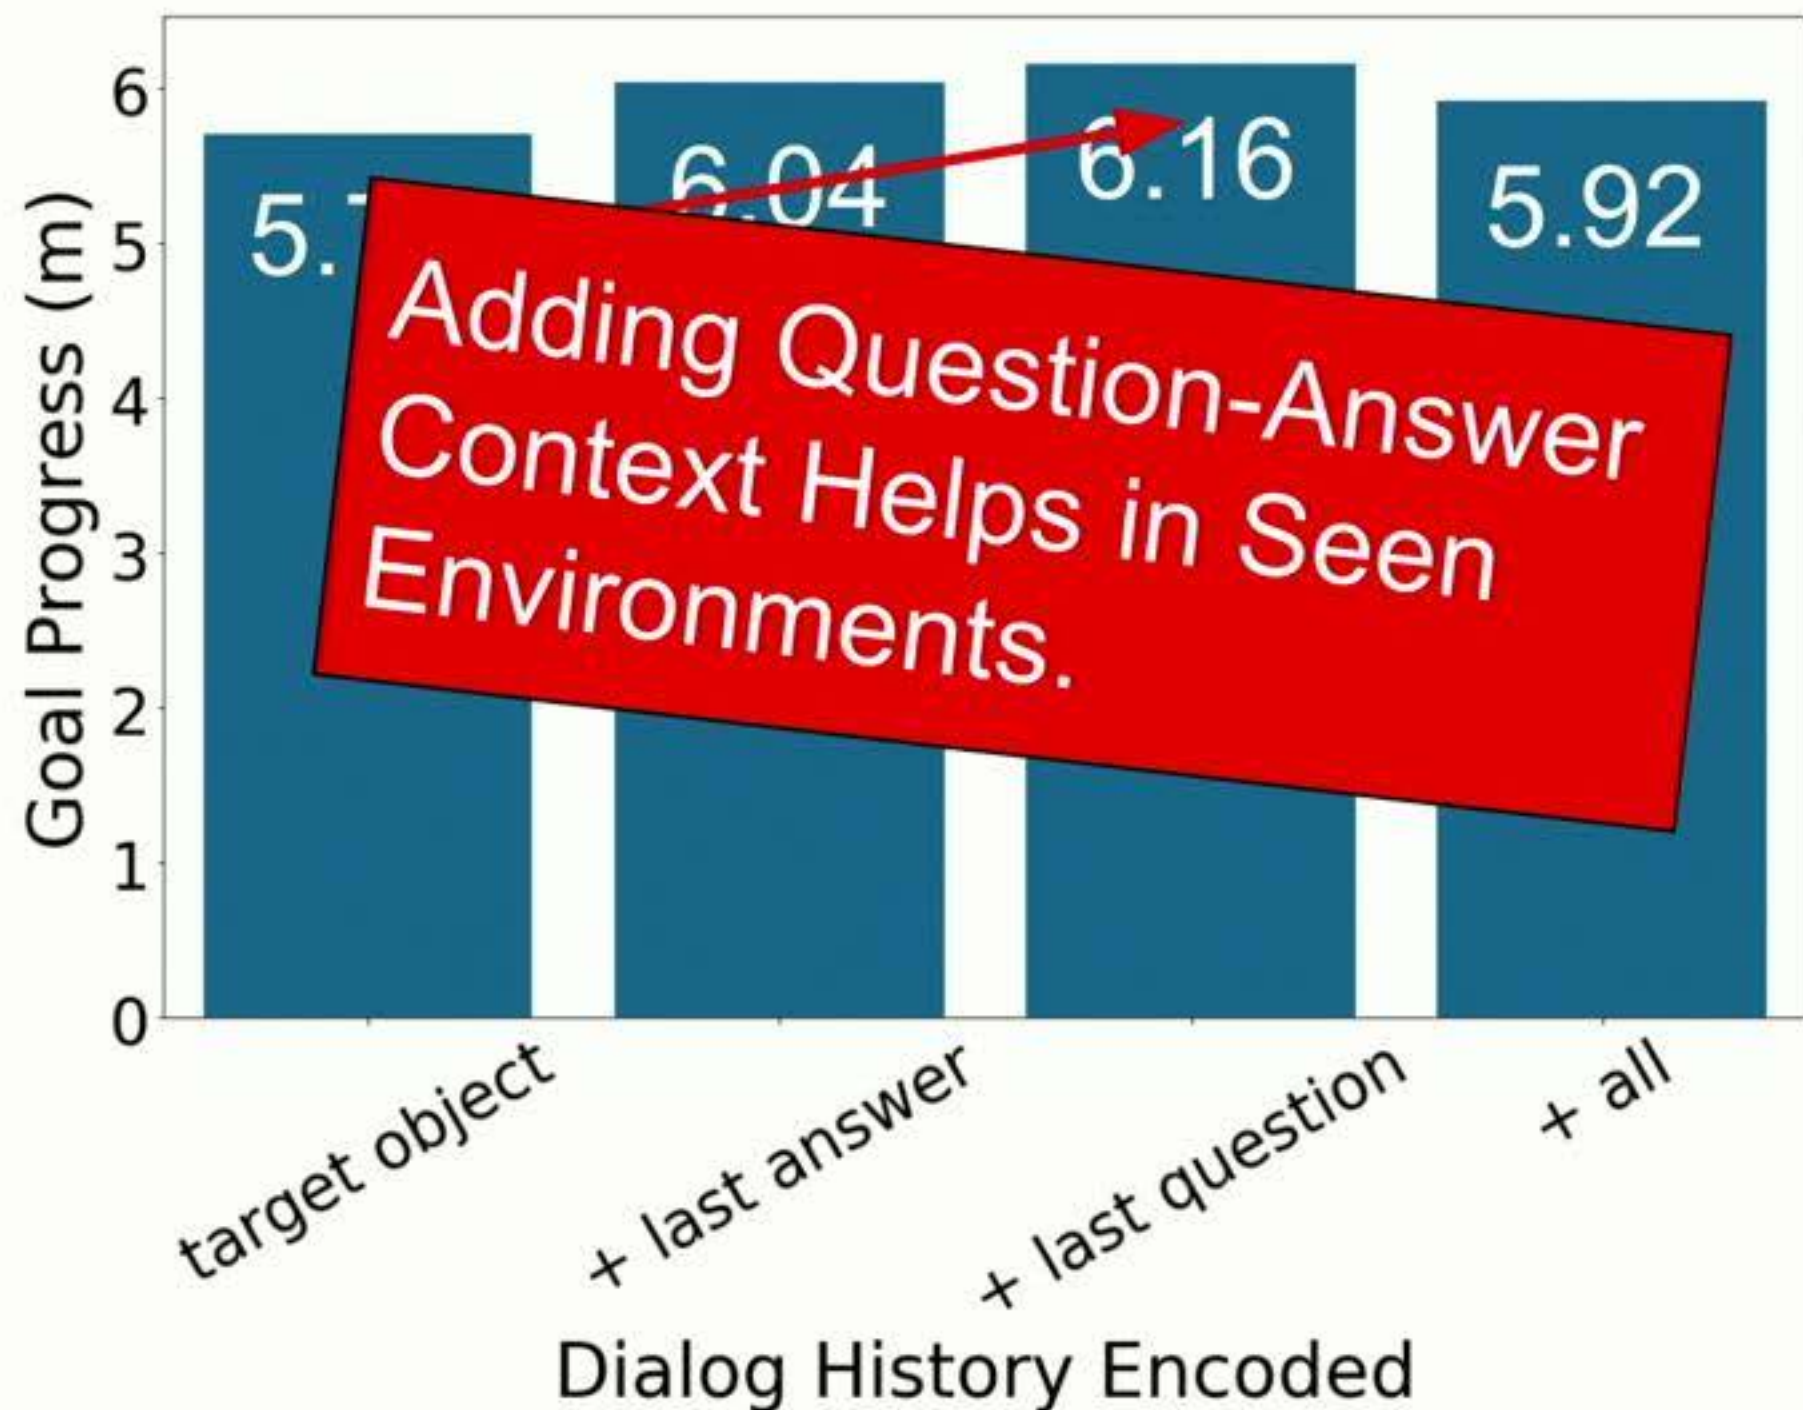 6
5
4
3
2
1
0
Goal Progress (m)
6.04
6.16
5.92
Adding Question-Answer
Context Helps in Seen
Environments.
target object
+ last answer
+ last question
+ all
Dialog History Encoded